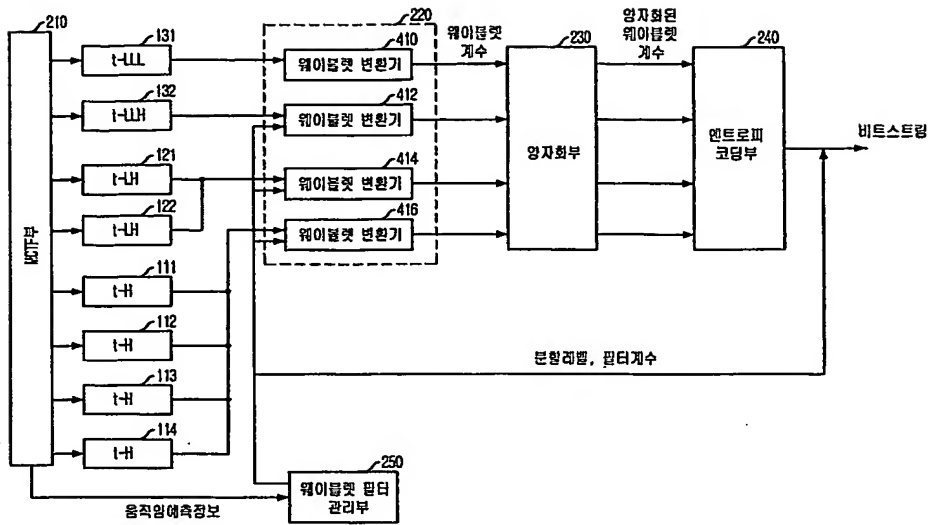 210
MCTF부
131
t-LLL
132
t-LLH
121
t-LH
122
t-LH
111
t-H
112
t-H
113
t-H
114
t-H
움직임예측정보
220
410
웨이블렛 변환기
412
웨이블렛 변환기
414
웨이블렛 변환기
416
웨이블렛 변환기
웨이블렛
계수
230
양자화부
양자화된
웨이블렛
계수
240
엔트로피
코딩부
비트스트링
분할레벨, 필터계수
250
웨이블렛 필터
관리부